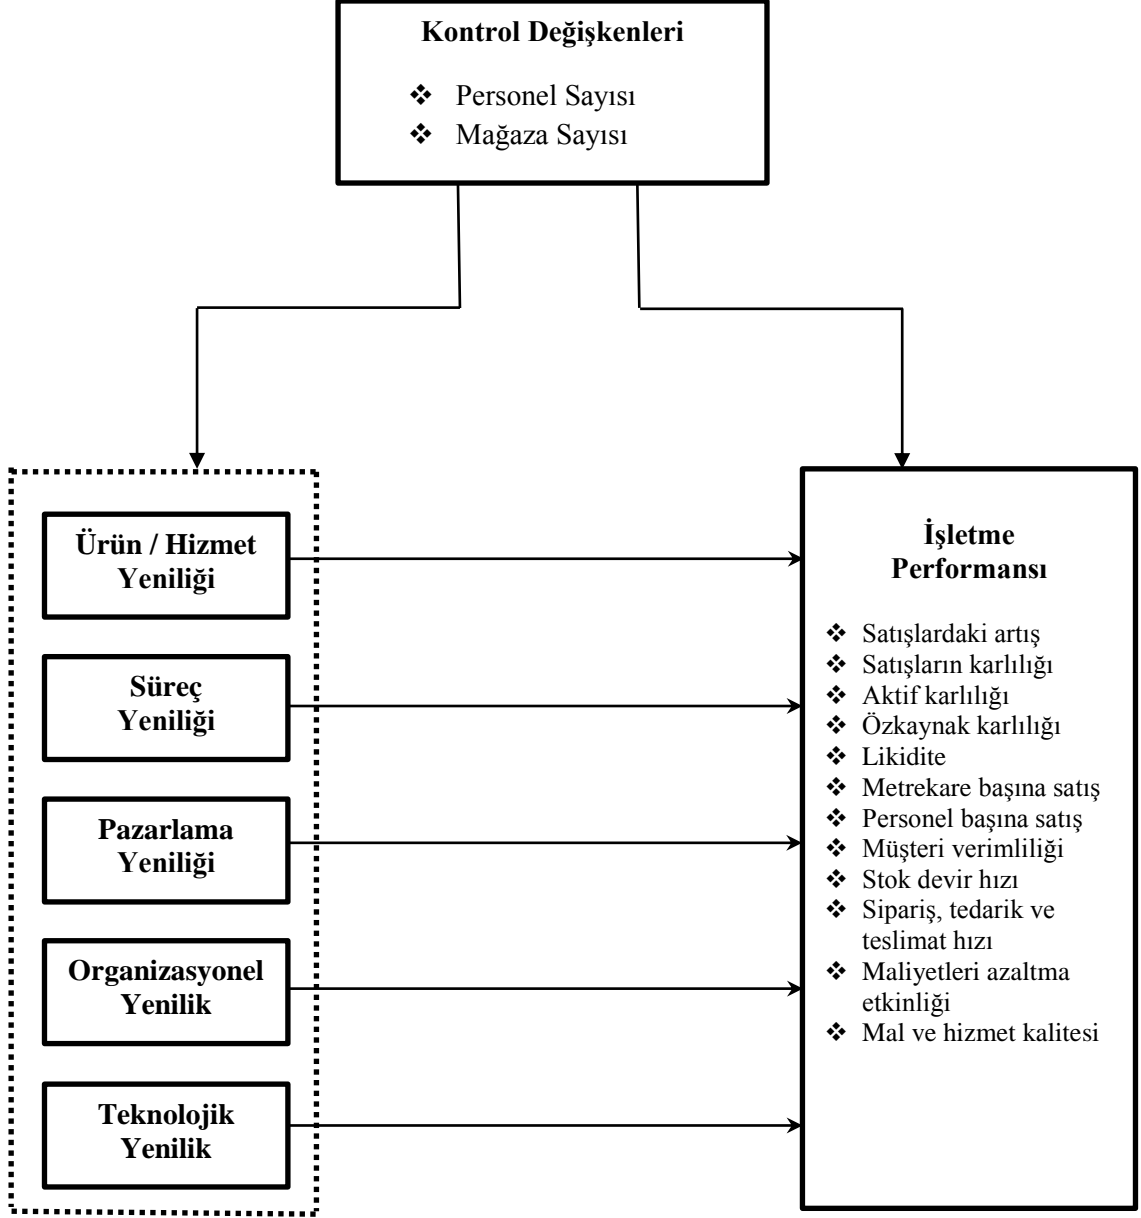 Kontrol Değişkenleri
❖ Personel Sayısı
❖ Mağaza Sayısı
Ürün / Hizmet
Yeniliği
Süreç
Yeniliği
Pazarlama
Yeniliği
Organizasyonel
Yenilik
Teknolojik
Yenilik
İşletme
Performansı
❖ Satışlardaki artış
❖ Satışların karlılığı
❖ Aktif karlılığı
❖ Özkaynak karlılığı
❖ Likidite
❖ Metrekare başına satış
❖ Personel başına satış
❖ Müşteri verimliliği
❖ Stok devir hızı
❖ Sipariş, tedarik ve
teslimat hızı
❖ Maliyetleri azaltma
etkinliği
❖ Mal ve hizmet kalitesi